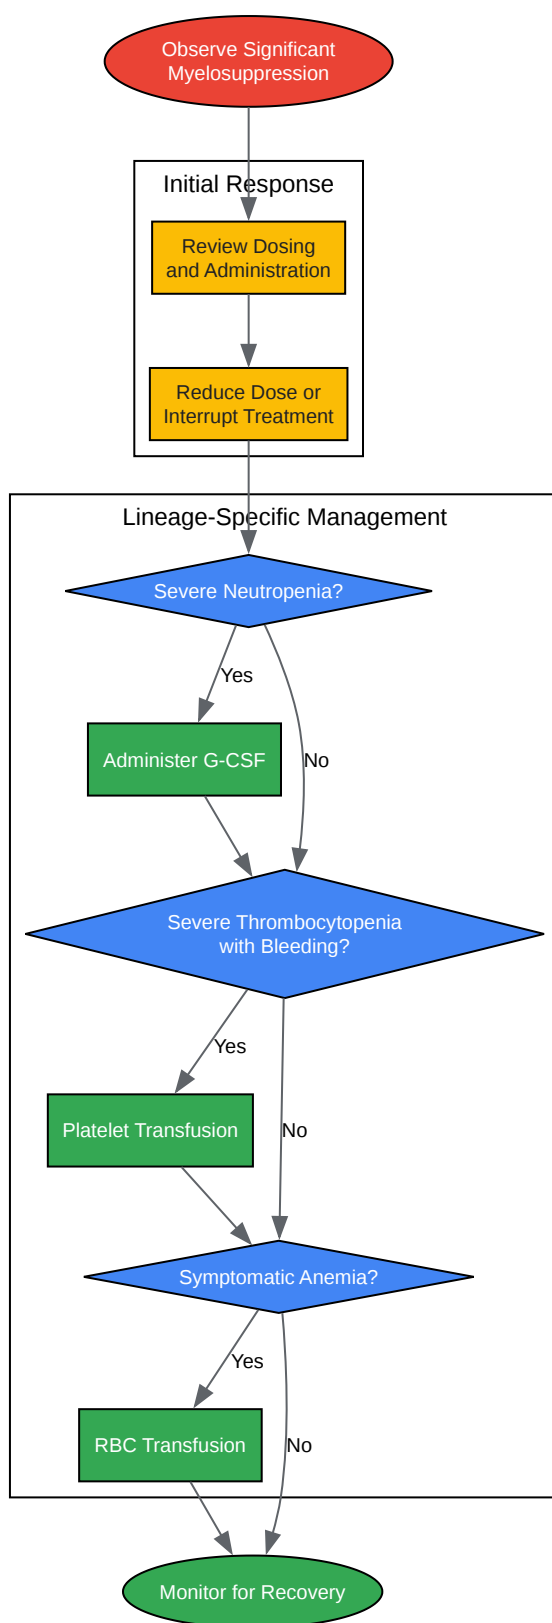 Observe Significant
Myelosuppression
Initial Response
Review Dosing
and Administration
Reduce Dose or
Interrupt Treatment
Lineage-Specific Management
Severe Neutropenia?
Yes
Administer G-CSF
No
Severe Thrombocytopenia
with Bleeding?
Yes
Platelet Transfusion
No
Symptomatic Anemia?
Yes
RBC Transfusion
No
Monitor for Recovery